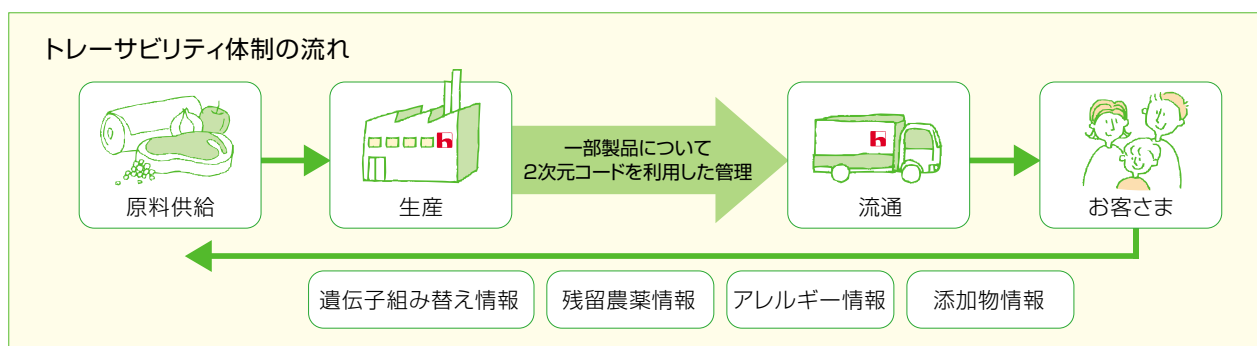 トレーサビリティ体制の流れ
一部製品について
2次元コードを利用した管理
原料供給
生産
流通
お客さま
遺伝子組み替え情報
残留農薬情報
アレルギー情報
添加物情報